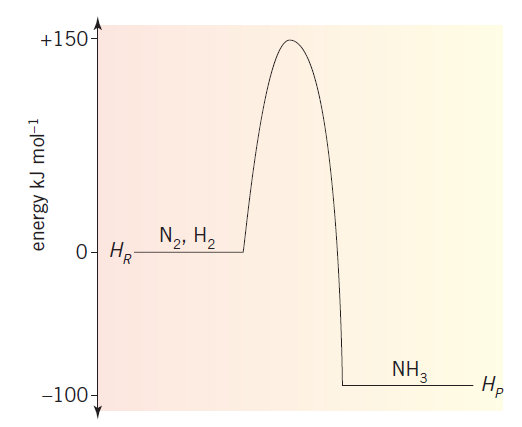 +150
energy kJ mol⁻¹
N₂, H₂
0
H_R
NH₃
H_P
−100